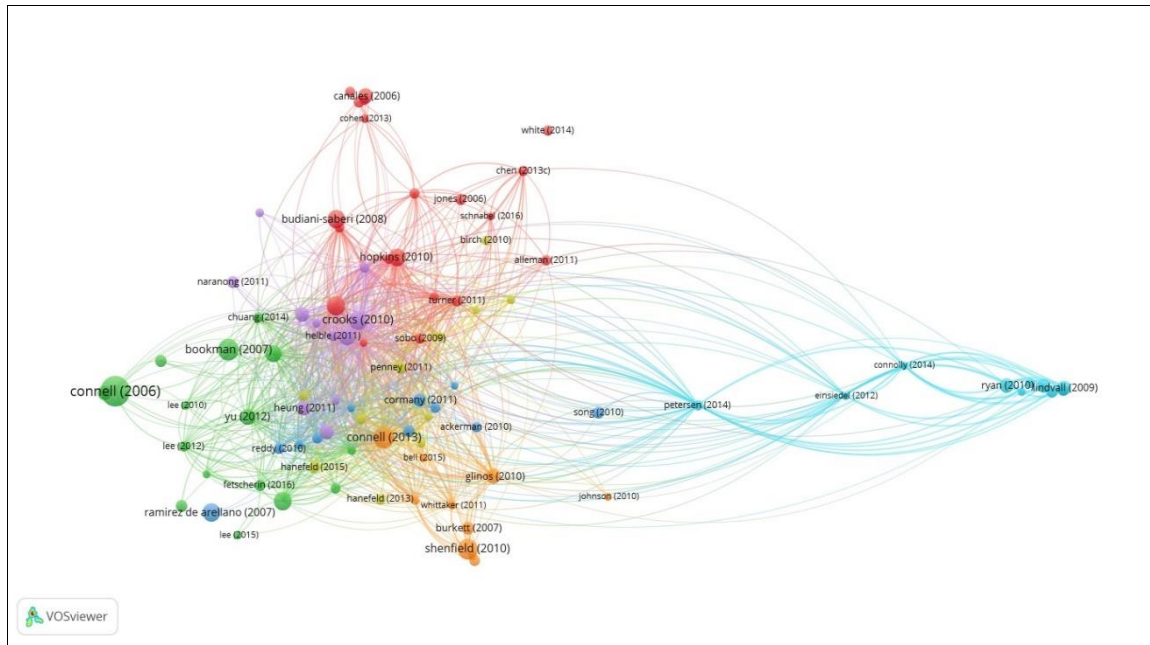 canales (2006)
cohen (2013)
white (2014)
chen (2013c)
jones (2006)
schnabel (2016)
budiani-saberi (2008)
birch (2010)
hopkins (2010)
alleman (2011)
naranong (2011)
turner (2011)
chuang (2014)
crooks (2010)
helble (2011)
sobo (2009)
bookman (2007)
penney (2011)
connolly (2014)
connell (2006)
ryan (2010)
lindvall (2009)
einsiedel (2012)
cormany (2011)
lee (2010)
heung (2011)
petersen (2014)
song (2010)
yu (2012)
ackerman (2010)
connell (2013)
lee (2012)
reddy (2010)
bell (2015)
hanefeld (2015)
glinos (2010)
fetscherin (2016)
hanefeld (2013)
johnson (2010)
whittaker (2011)
ramirez de arellano (2007)
burkett (2007)
lee (2015)
shenfield (2010)
VOSviewer